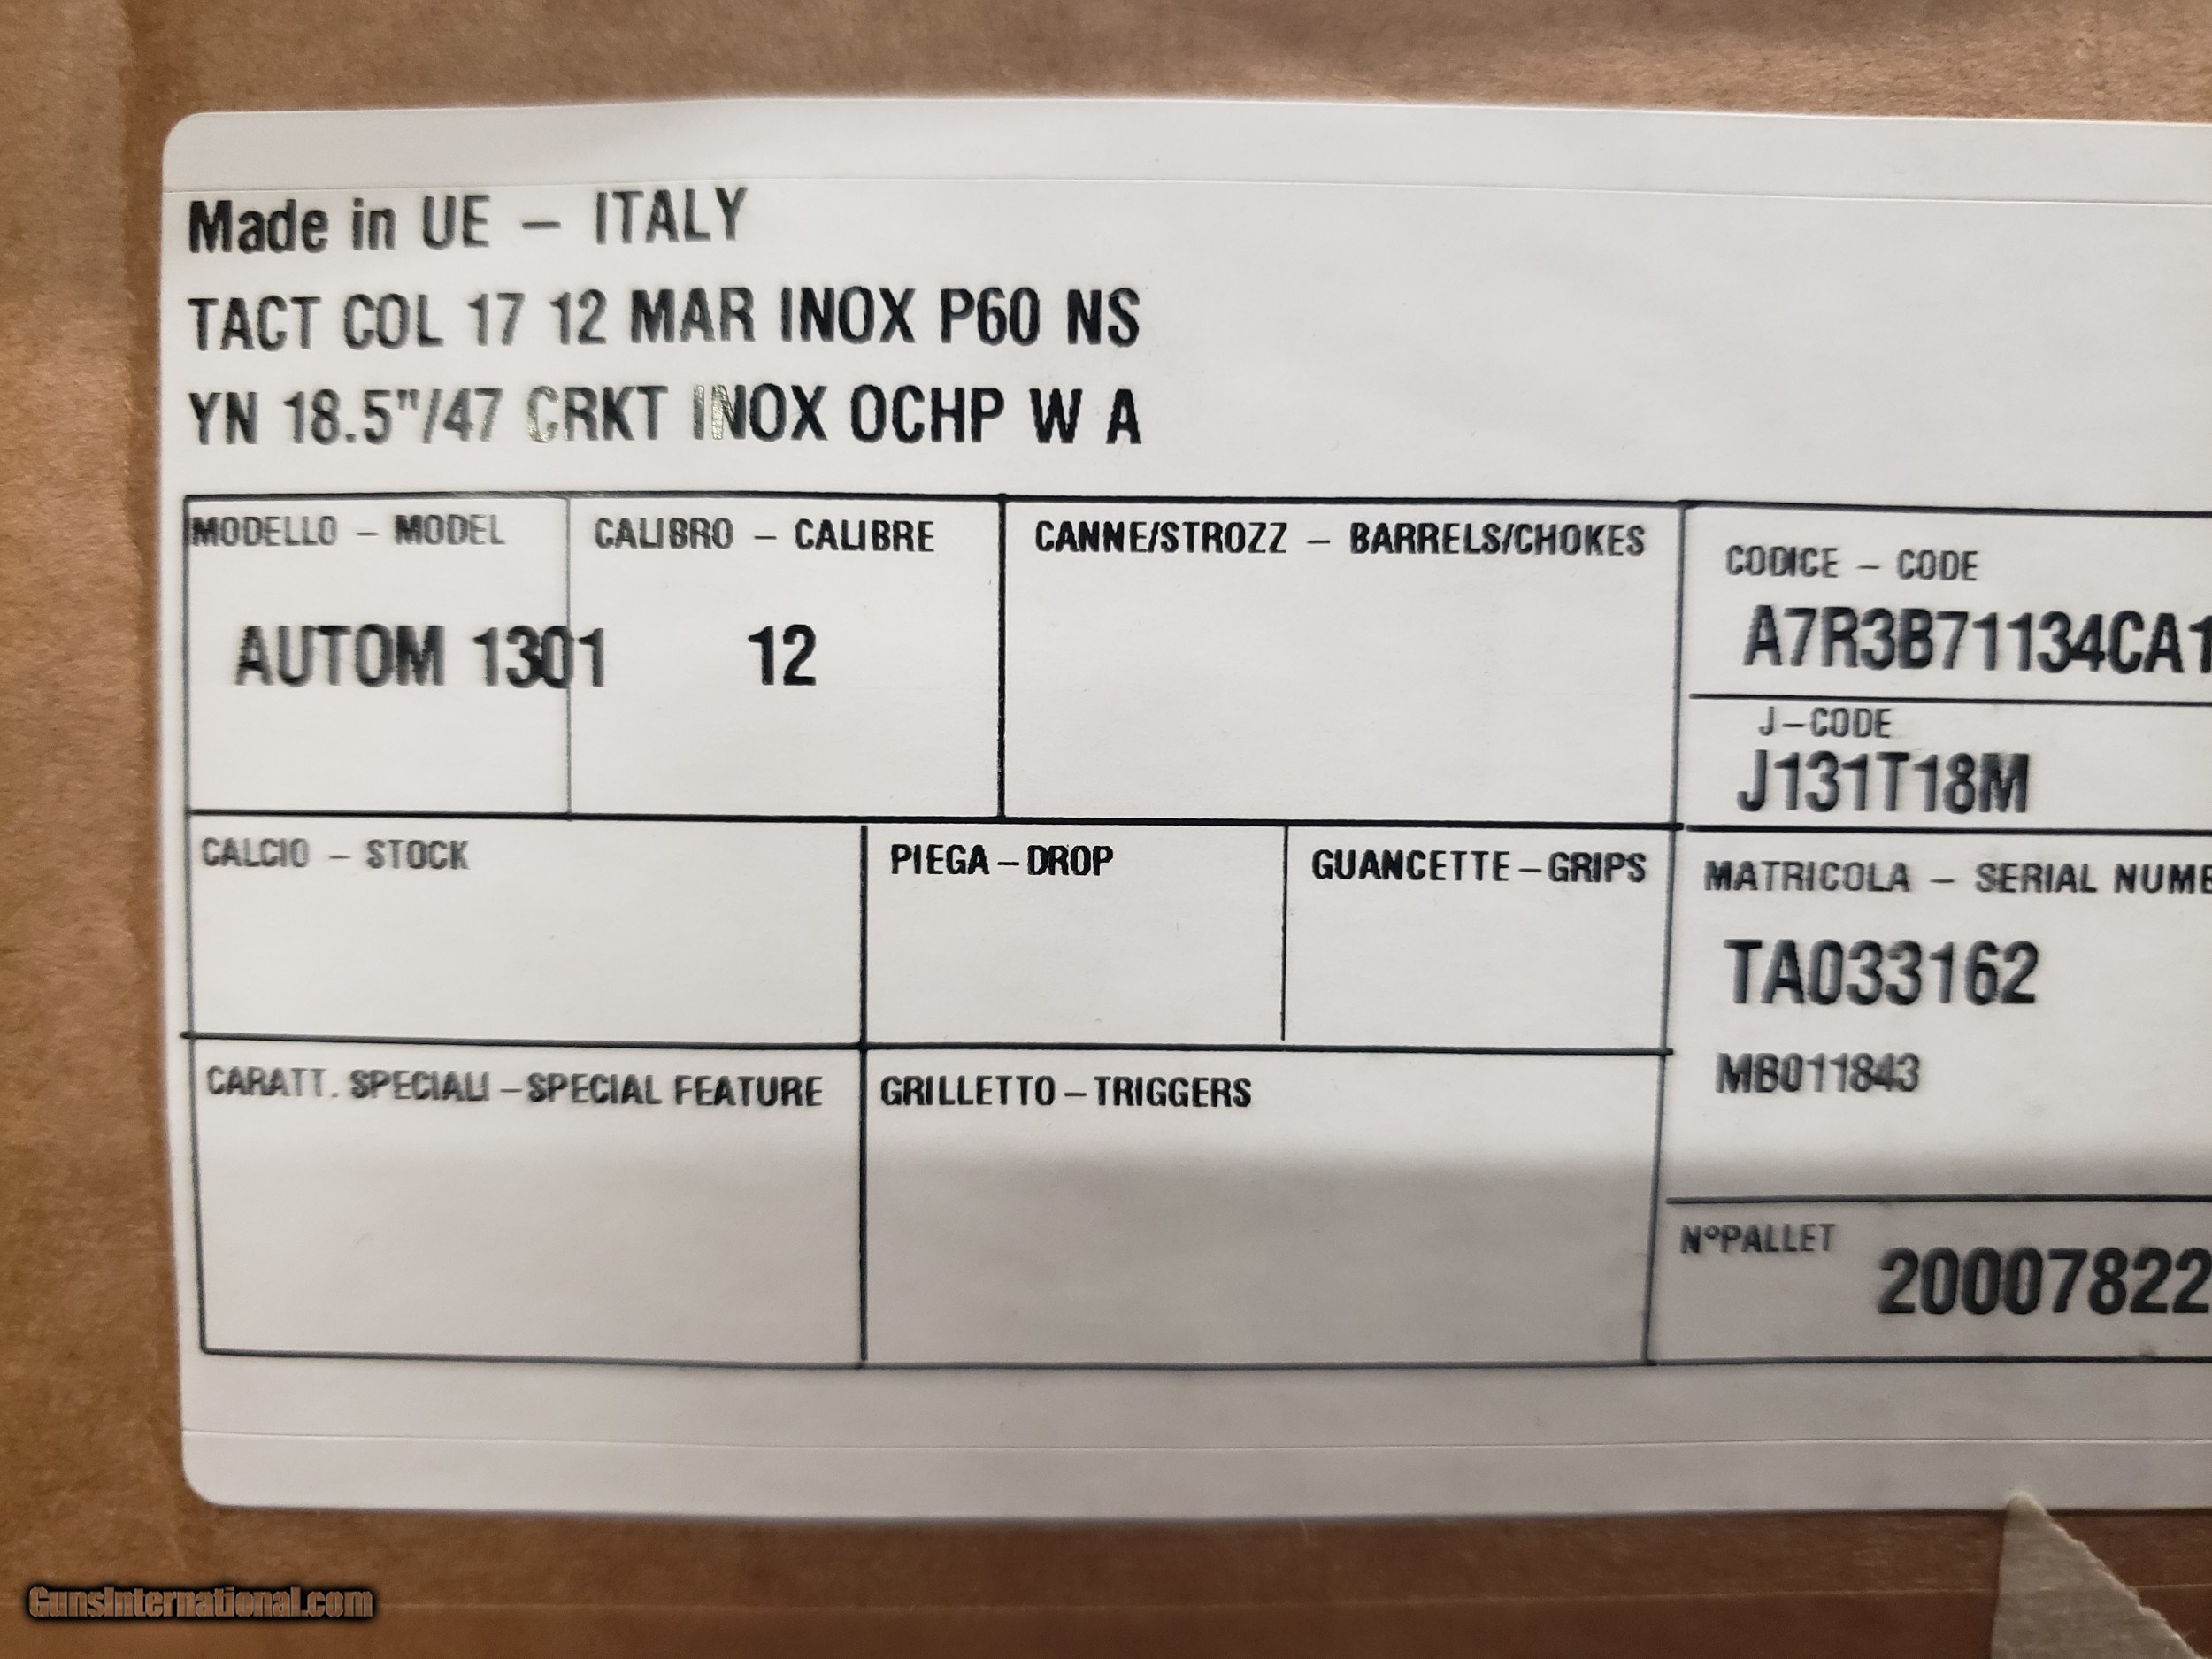 Made in UE – ITALY
TACT COL 17 12 MAR INOX P60 NS
YN 18.5"/47 CRKT INOX OCHP W A
MODELLO – MODEL
AUTOM 1301
CALIBRO – CALIBRE
12
CANNE/STROZZ – BARRELS/CHOKES
CODICE – CODE
A7R3B71134CA1
J–CODE
J131T18M
CALCIO – STOCK
PIEGA – DROP
GUANCETTE – GRIPS
MATRICOLA – SERIAL NUME
TA033162
MB011843
CARATT. SPECIALI – SPECIAL FEATURE
GRILLETTO – TRIGGERS
N°PALLET
20007822
GunsInternational.com